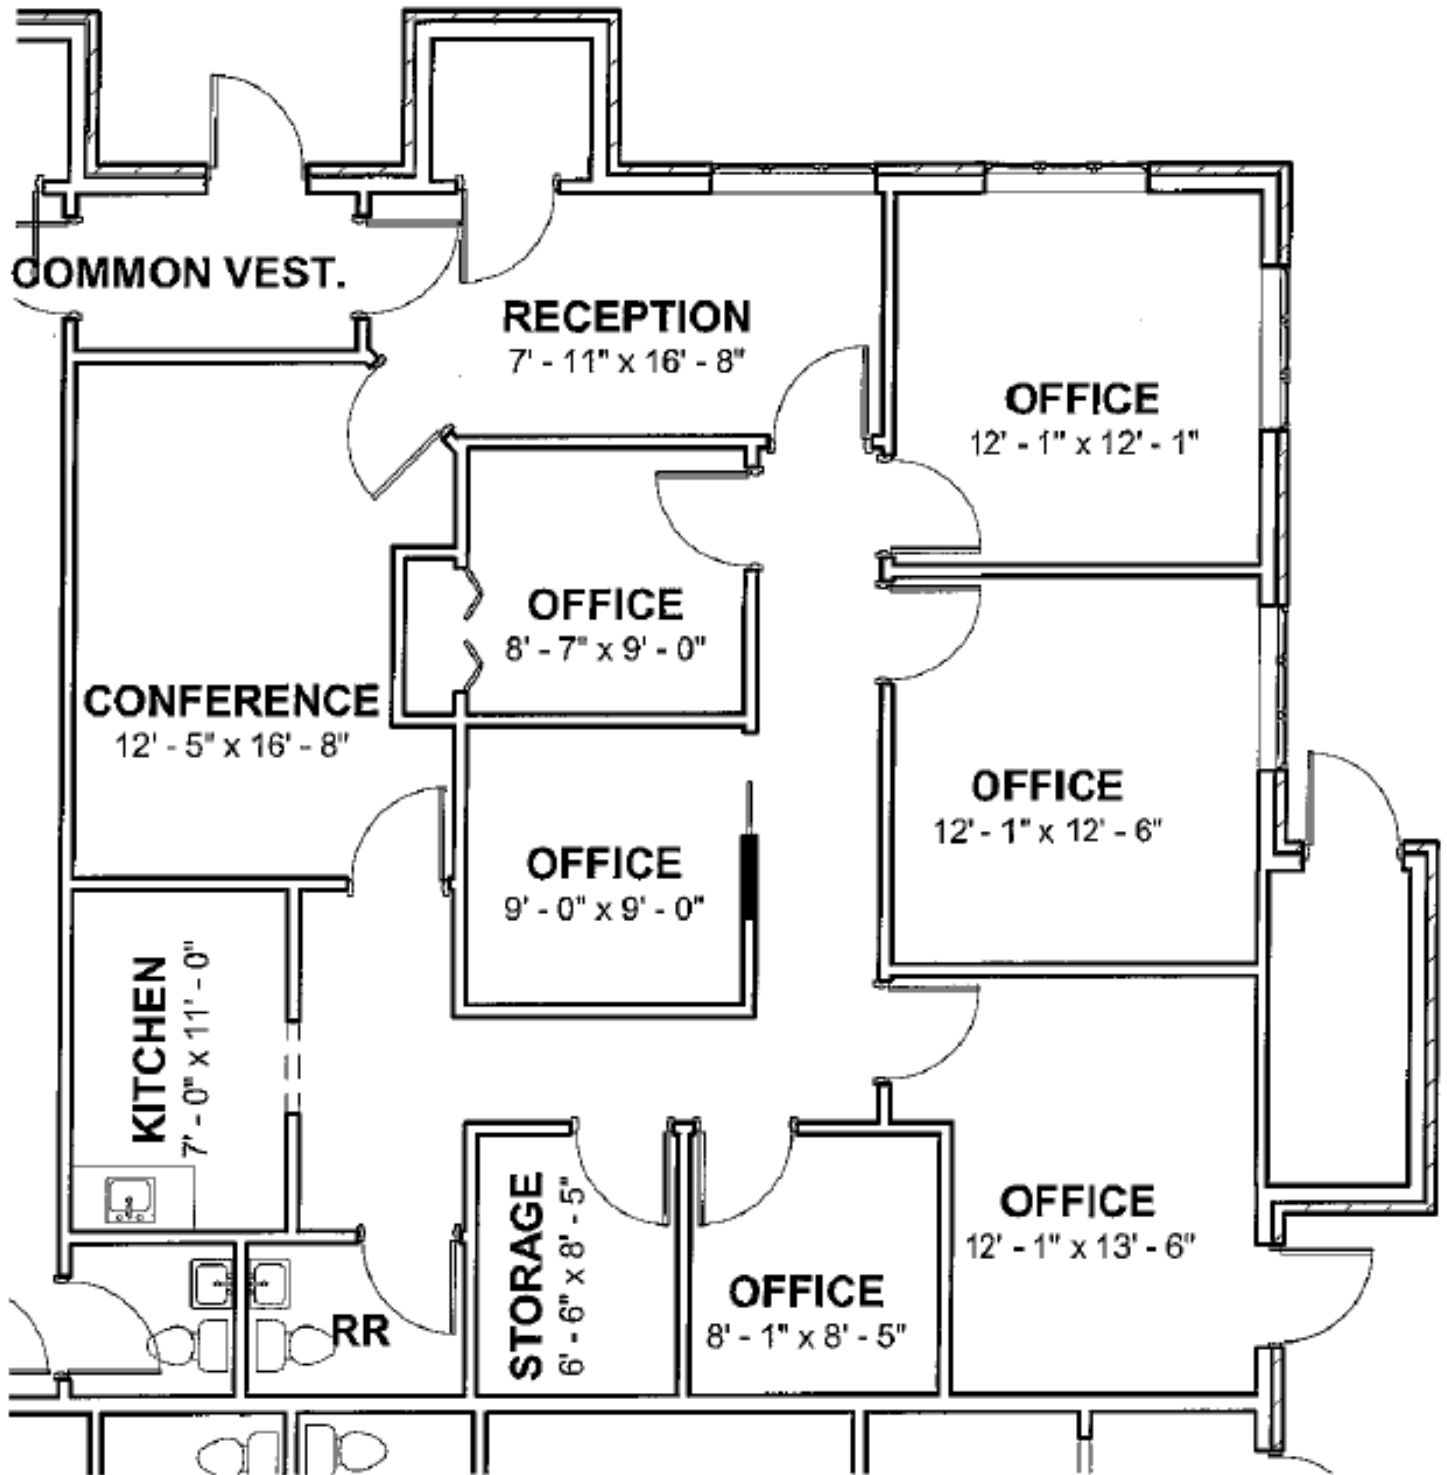 COMMON VEST.
RECEPTION
7' - 11" x 16' - 8"
OFFICE
12' - 1" x 12' - 1"
OFFICE
8' - 7" x 9' - 0"
CONFERENCE
12' - 5" x 16' - 8"
OFFICE
12' - 1" x 12' - 6"
OFFICE
9' - 0" x 9' - 0"
KITCHEN
7' - 0" x 11' - 0"
STORAGE
6' - 6" x 8' - 5"
OFFICE
12' - 1" x 13' - 6"
OFFICE
8' - 1" x 8' - 5"
RR